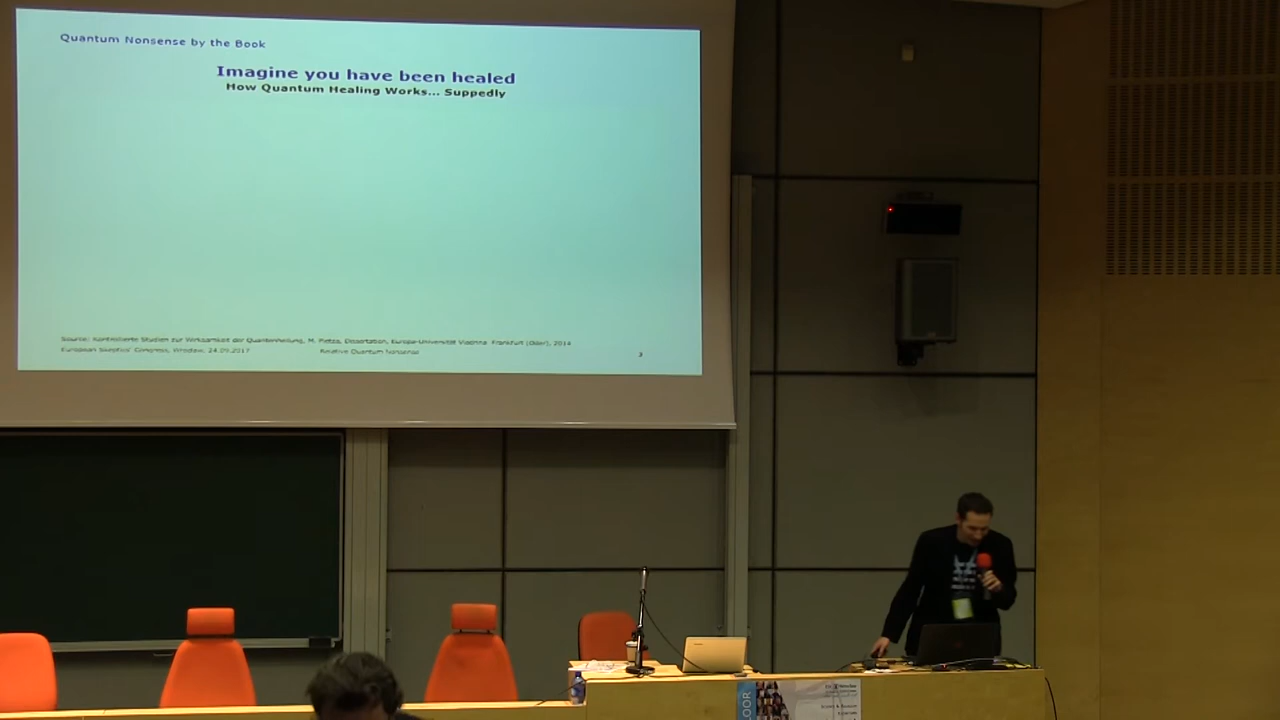 Quantum Nonsense by the Book
Imagine you have been healed
How Quantum Healing Works... Suppedly
Source: Kontrollierte Studien zur Wirksamkeit der Quantenheilung, M. Pietza, Dissertation, Europa-Universität Viadrina Frankfurt (Oder), 2014
European Skeptics' Congress, Wrocław, 24.09.2017
Relative Quantum Nonsense
3